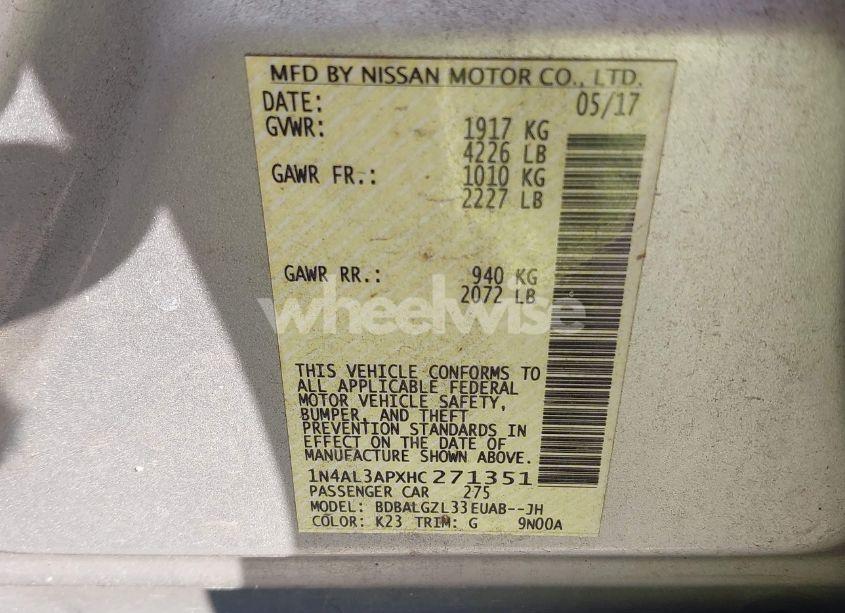 MFD BY NISSAN MOTOR CO., LTD.
DATE: 05/17
GVWR: 1917 KG
4226 LB
GAWR FR.: 1010 KG
2227 LB
GAWR RR.: 940 KG
2072 LB
wheelwise
THIS VEHICLE CONFORMS TO
ALL APPLICABLE FEDERAL
MOTOR VEHICLE SAFETY,
BUMPER, AND THEFT
PREVENTION STANDARDS IN
EFFECT ON THE DATE OF
MANUFACTURE SHOWN ABOVE.
1N4AL3APXHC271351
PASSENGER CAR 275
MODEL: BDBALGZL33EUAB--JH
COLOR: K23 TRIM: G 9N00A